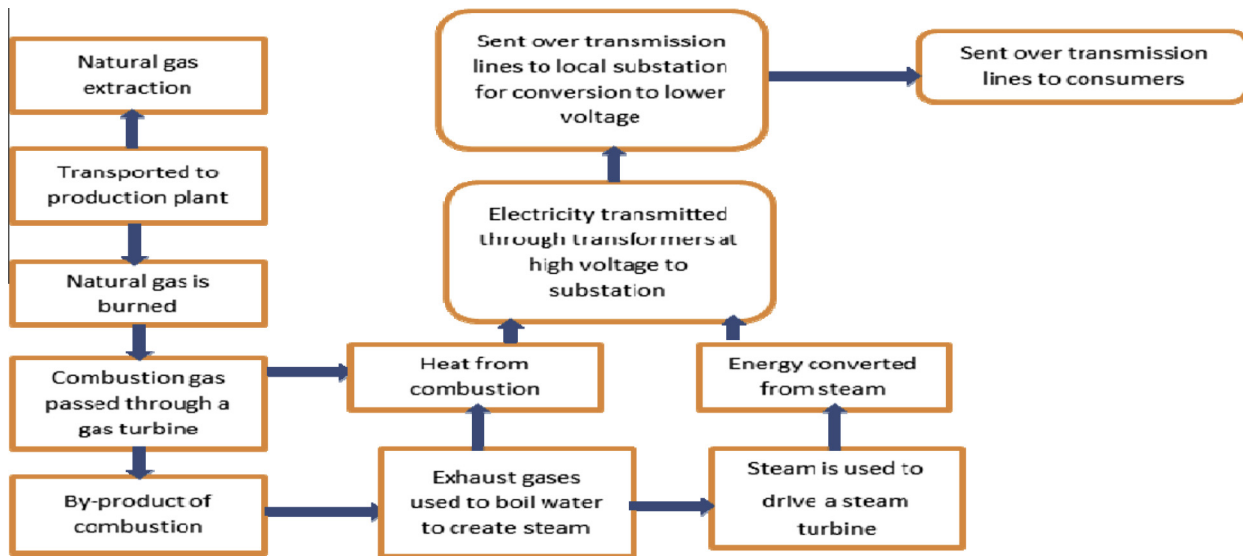 Natural gas
extraction
Transported to
production plant
Natural gas is
burned
Combustion gas
passed through a
gas turbine
By-product of
combustion
Sent over transmission
lines to local substation
for conversion to lower
voltage
Sent over transmission
lines to consumers
Electricity transmitted
through transformers at
high voltage to
substation
Heat from
combustion
Energy converted
from steam
Exhaust gases
used to boil water
to create steam
Steam is used to
drive a steam
turbine